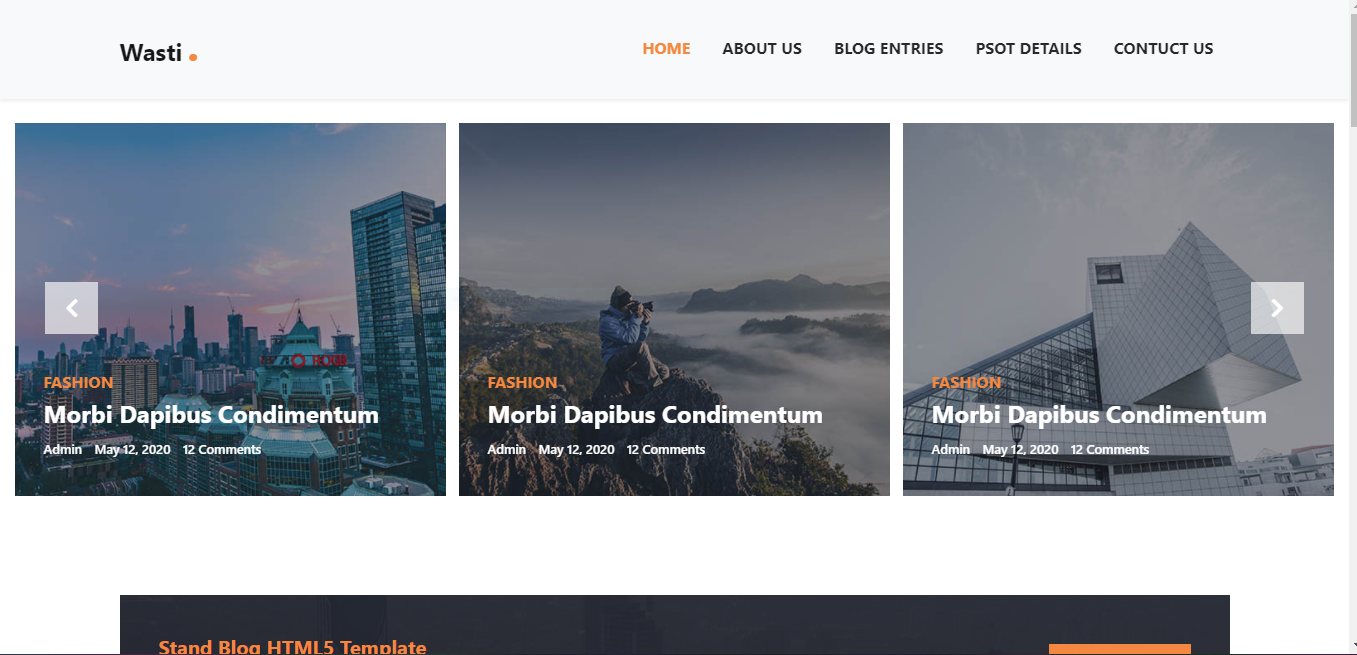 Wasti .
HOME ABOUT US BLOG ENTRIES PSOT DETAILS CONTUCT US
FASHION
Morbi Dapibus Condimentum
Admin May 12, 2020 12 Comments
FASHION
Morbi Dapibus Condimentum
Admin May 12, 2020 12 Comments
FASHION
Morbi Dapibus Condimentum
Admin May 12, 2020 12 Comments
Stand Blog HTML5 Template